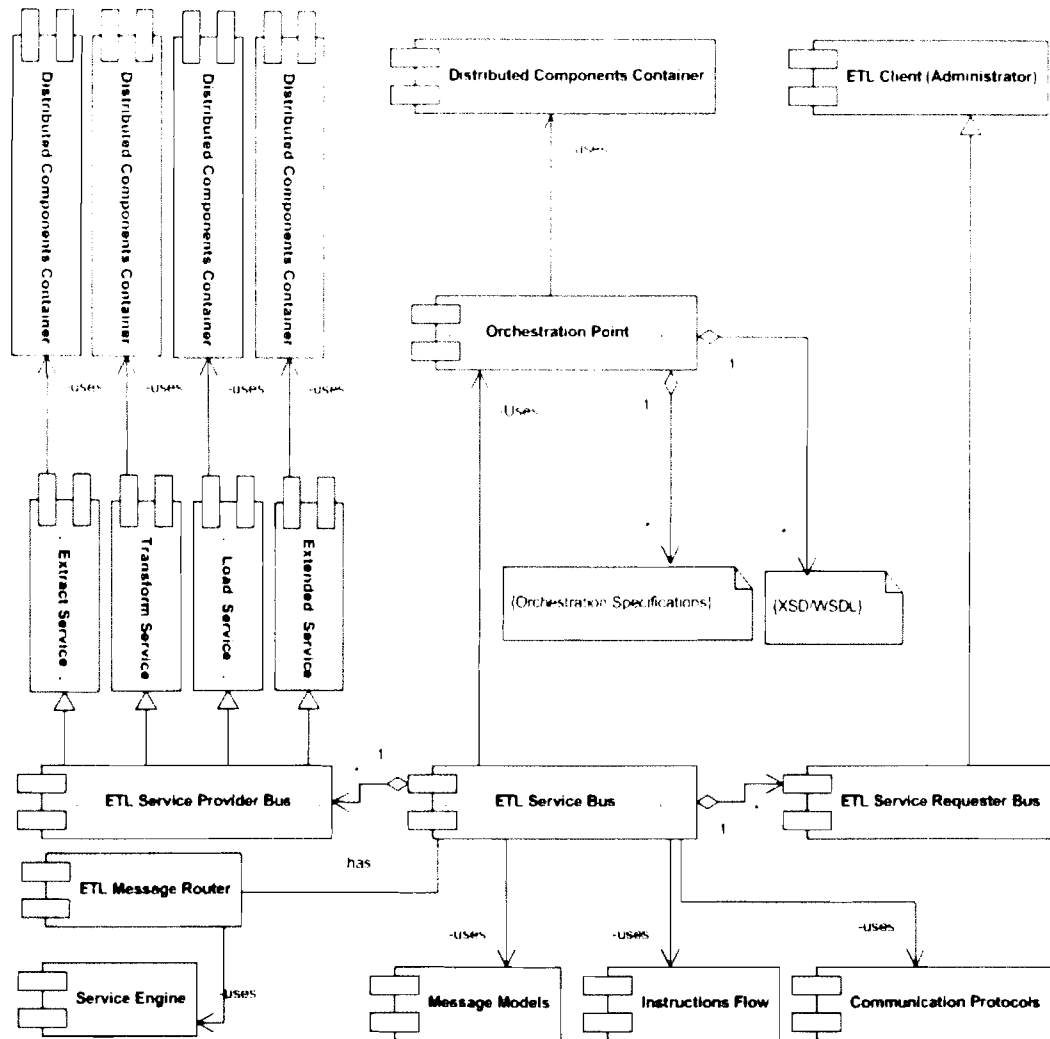 Distributed Components Container
Distributed Components Container
Distributed Components Container
Distributed Components Container
Distributed Components Container
ETL Client (Administrator)
uses
Orchestration Point
-uses
-uses
-uses
-uses
-Uses
1
1
*
*
Extract Service
Transform Service
Load Service
Extended Service
{Orchestration Specifications}
{XSD/WSDL}
1
*
ETL Service Provider Bus
ETL Service Bus
*
1
ETL Service Requester Bus
has
ETL Message Router
-uses
-uses
-uses
-uses
Service Engine
Message Models
Instructions Flow
Communication Protocols